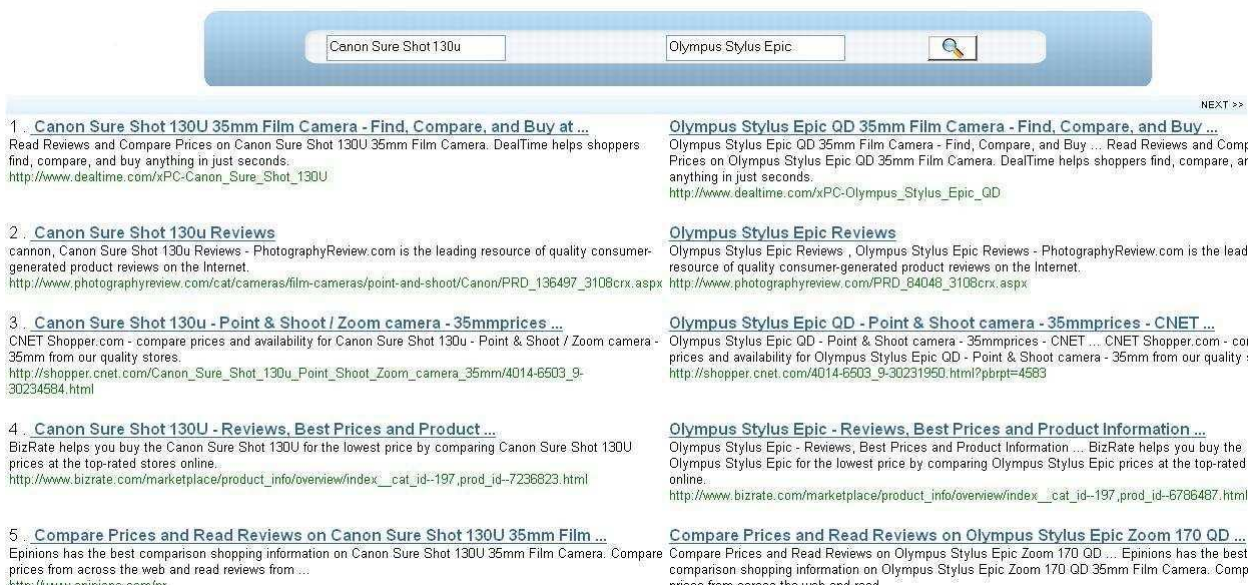 Canon Sure Shot 130u
Olympus Stylus Epic
NEXT >>
1 . Canon Sure Shot 130U 35mm Film Camera - Find, Compare, and Buy at ...
Read Reviews and Compare Prices on Canon Sure Shot 130U 35mm Film Camera. DealTime helps shoppers
find, compare, and buy anything in just seconds.
http://www.dealtime.com/xPC-Canon_Sure_Shot_130U
Olympus Stylus Epic QD 35mm Film Camera - Find, Compare, and Buy ...
Olympus Stylus Epic QD 35mm Film Camera - Find, Compare, and Buy ... Read Reviews and Comp
Prices on Olympus Stylus Epic QD 35mm Film Camera. DealTime helps shoppers find, compare, an
anything in just seconds.
http://www.dealtime.com/xPC-Olympus_Stylus_Epic_QD
2 . Canon Sure Shot 130u Reviews
cannon, Canon Sure Shot 130u Reviews - PhotographyReview.com is the leading resource of quality consumer-
generated product reviews on the Internet.
http://www.photographyreview.com/cat/cameras/film-cameras/point-and-shoot/Canon/PRD_136497_3108crx.aspx
Olympus Stylus Epic Reviews
Olympus Stylus Epic Reviews , Olympus Stylus Epic Reviews - PhotographyReview.com is the lead
resource of quality consumer-generated product reviews on the Internet.
http://www.photographyreview.com/PRD_84048_3108crx.aspx
3 . Canon Sure Shot 130u - Point & Shoot / Zoom camera - 35mmprices ...
CNET Shopper.com - compare prices and availability for Canon Sure Shot 130u - Point & Shoot / Zoom camera -
35mm from our quality stores.
http://shopper.cnet.com/Canon_Sure_Shot_130u_Point_Shoot_Zoom_camera_35mm/4014-6503_9-
30234584.html
Olympus Stylus Epic QD - Point & Shoot camera - 35mmprices - CNET ...
Olympus Stylus Epic QD - Point & Shoot camera - 35mmprices - CNET ... CNET Shopper.com - co
prices and availability for Olympus Stylus Epic QD - Point & Shoot camera - 35mm from our quality
http://shopper.cnet.com/4014-6503_9-30231950.html?pbrpt=4583
4 . Canon Sure Shot 130U - Reviews, Best Prices and Product ...
BizRate helps you buy the Canon Sure Shot 130U for the lowest price by comparing Canon Sure Shot 130U
prices at the top-rated stores online.
http://www.bizrate.com/marketplace/product_info/overview/index__cat_id--197,prod_id--7236823.html
Olympus Stylus Epic - Reviews, Best Prices and Product Information ...
Olympus Stylus Epic - Reviews, Best Prices and Product Information ... BizRate helps you buy the
Olympus Stylus Epic for the lowest price by comparing Olympus Stylus Epic prices at the top-rated
online.
http://www.bizrate.com/marketplace/product_info/overview/index__cat_id--197,prod_id--6786487.html
5 . Compare Prices and Read Reviews on Canon Sure Shot 130U 35mm Film ...
Epinions has the best comparison shopping information on Canon Sure Shot 130U 35mm Film Camera. Compare
prices from across the web and read reviews from ...
Compare Prices and Read Reviews on Olympus Stylus Epic Zoom 170 QD ...
Compare Prices and Read Reviews on Olympus Stylus Epic Zoom 170 QD ... Epinions has the best
comparison shopping information on Olympus Stylus Epic Zoom 170 QD 35mm Film Camera. Comp
prices from across the web and read